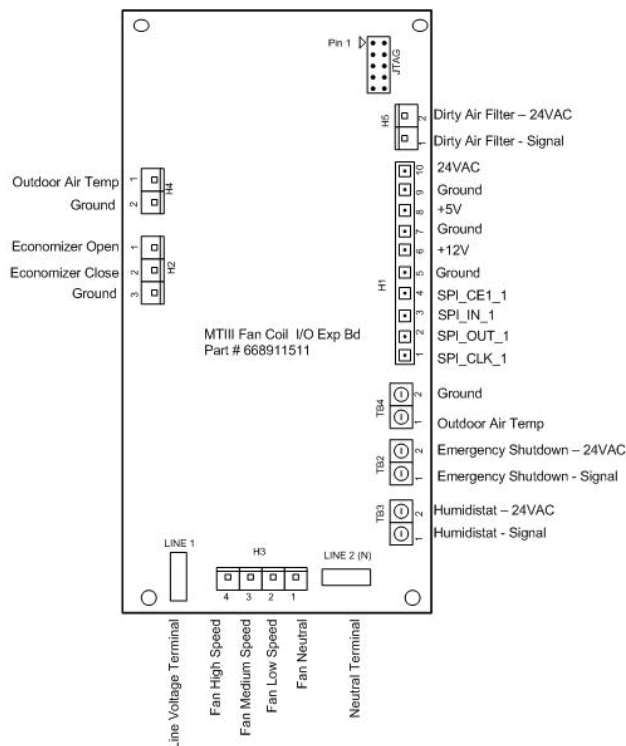 Pin 1
JTAG
H5
2
1
Dirty Air Filter – 24VAC
Dirty Air Filter - Signal
Outdoor Air Temp
Ground
1
2
H4
Economizer Open
Economizer Close
Ground
1
2
3
H2
H1
10
9
8
7
6
5
4
3
2
1
24VAC
Ground
+5V
Ground
+12V
Ground
SPI_CE1_1
SPI_IN_1
SPI_OUT_1
SPI_CLK_1
MTIII Fan Coil I/O Exp Bd
Part # 668911511
TB4
2
1
Ground
Outdoor Air Temp
TB2
2
1
Emergency Shutdown – 24VAC
Emergency Shutdown - Signal
TB3
2
1
Humidistat – 24VAC
Humidistat - Signal
LINE 1
H3
4
3
2
1
LINE 2 (N)
Line Voltage Terminal
Fan High Speed
Fan Medium Speed
Fan Low Speed
Fan Neutral
Neutral Terminal